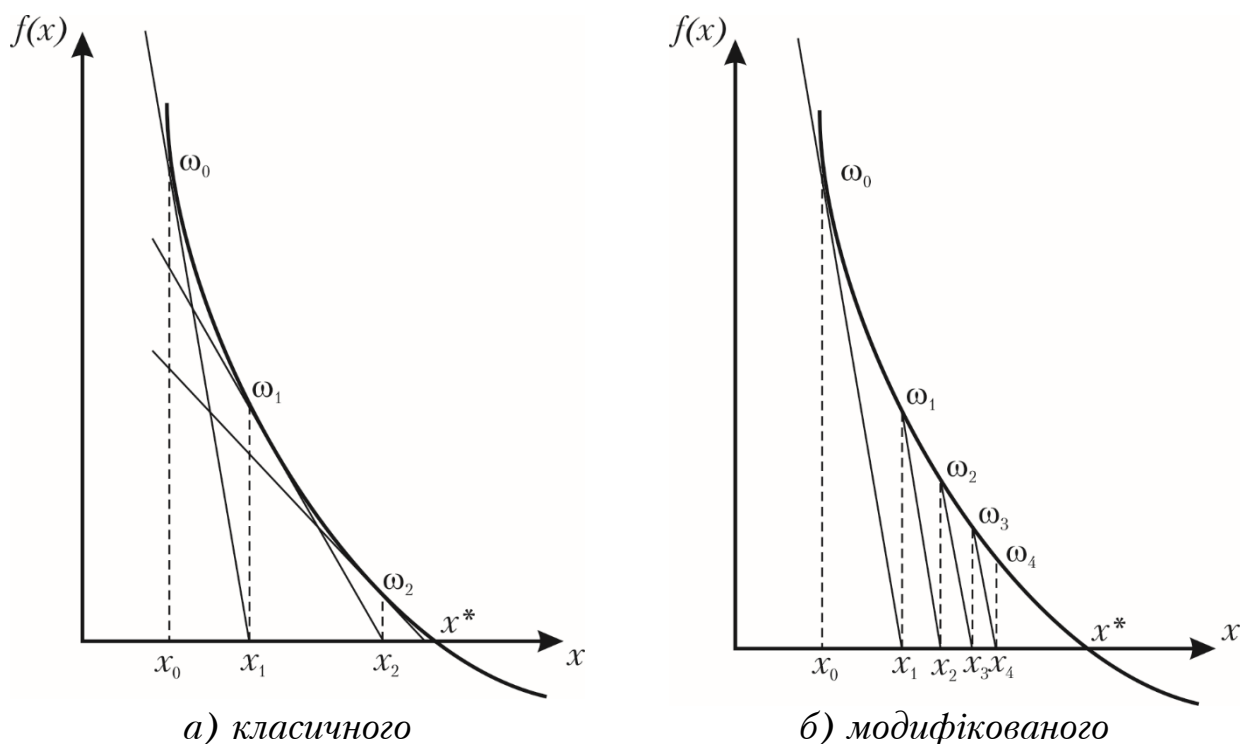 f(x)
ω₀
ω₁
ω₂
x*
x₀
x₁
x₂
x
а) класичного
f(x)
ω₀
ω₁
ω₂
ω₃
ω₄
x*
x₀
x₁
x₂
x₃
x₄
x
б) модифікованого